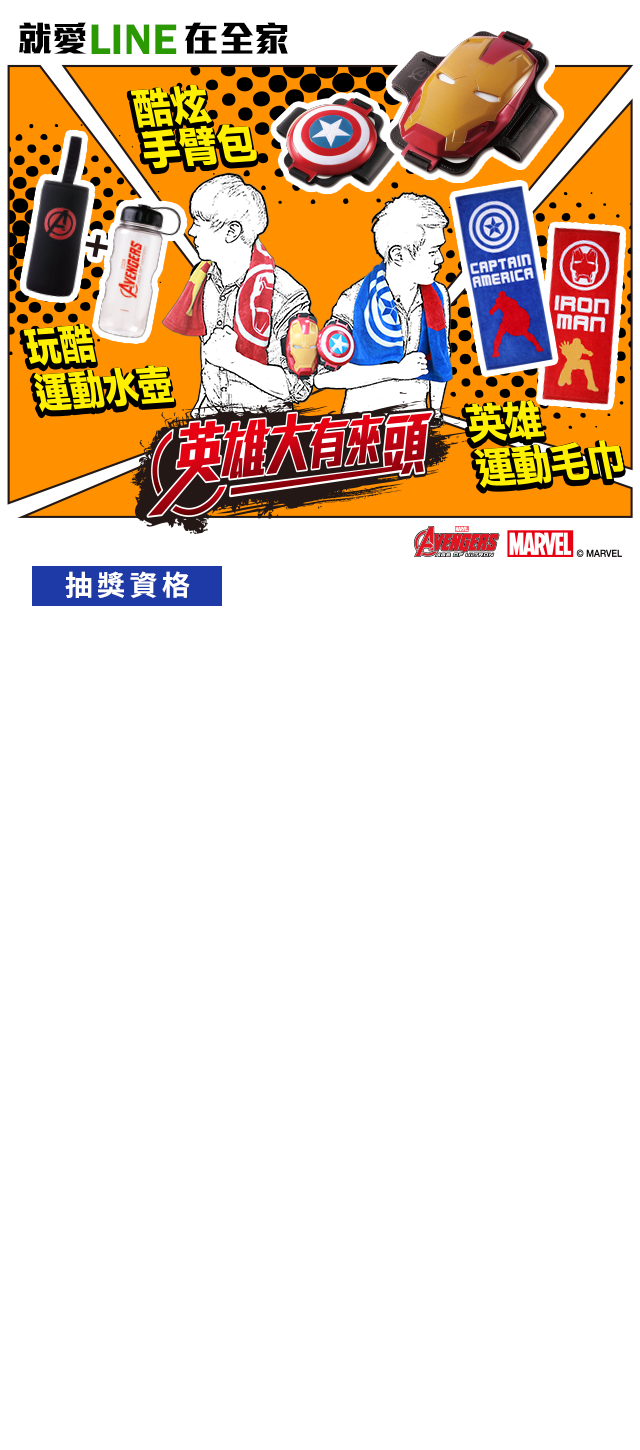 就愛LINE在全家
酷炫
手臂包
AVENGERS
CAPTAIN
AMERICA
IRON
MAN
玩酷
運動水壺
英雄大有來頭
英雄
運動毛巾
MARVEL
AVENGERS
AGE OF ULTRON
MARVEL
© MARVEL
抽獎資格